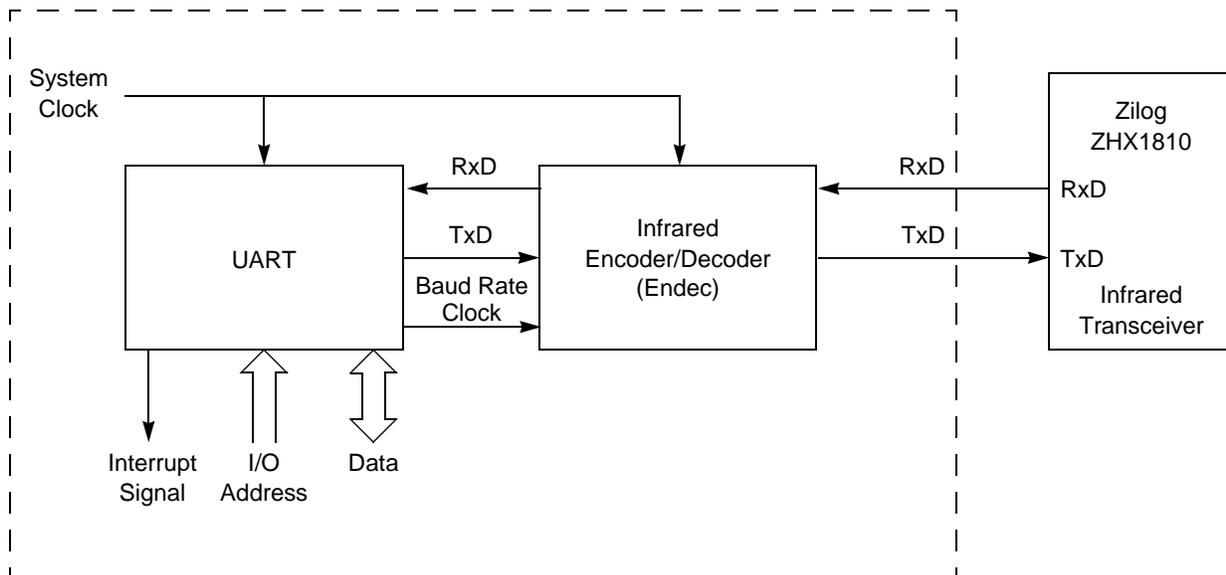 System
Clock
Zilog
ZHX1810
RxD
RxD
RxD
UART
TxD
Infrared
Encoder/Decoder
(Endec)
TxD
TxD
Baud Rate
Clock
Infrared
Transceiver
Interrupt
Signal
I/O
Address
Data